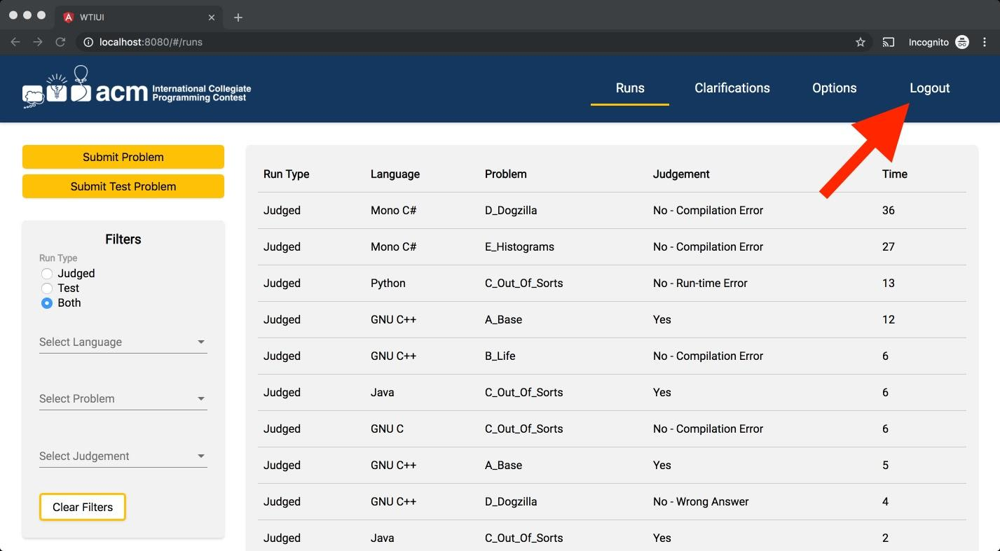 WTIUI
localhost:8080/#/runs
Incognito
acm International Collegiate
Programming Contest
Runs Clarifications Options Logout
Submit Problem
Submit Test Problem
Filters
Run Type
Judged
Test
Both
Select Language
Select Problem
Select Judgement
Clear Filters
Run Type Language Problem Judgement Time
Judged Mono C# D_Dogzilla No - Compilation Error 36
Judged Mono C# E_Histograms No - Compilation Error 27
Judged Python C_Out_Of_Sorts No - Run-time Error 13
Judged GNU C++ A_Base Yes 12
Judged GNU C++ B_Life No - Compilation Error 6
Judged Java C_Out_Of_Sorts Yes 6
Judged GNU C C_Out_Of_Sorts No - Compilation Error 6
Judged GNU C++ A_Base Yes 5
Judged GNU C++ D_Dogzilla No - Wrong Answer 4
Judged Java C_Out_Of_Sorts Yes 2